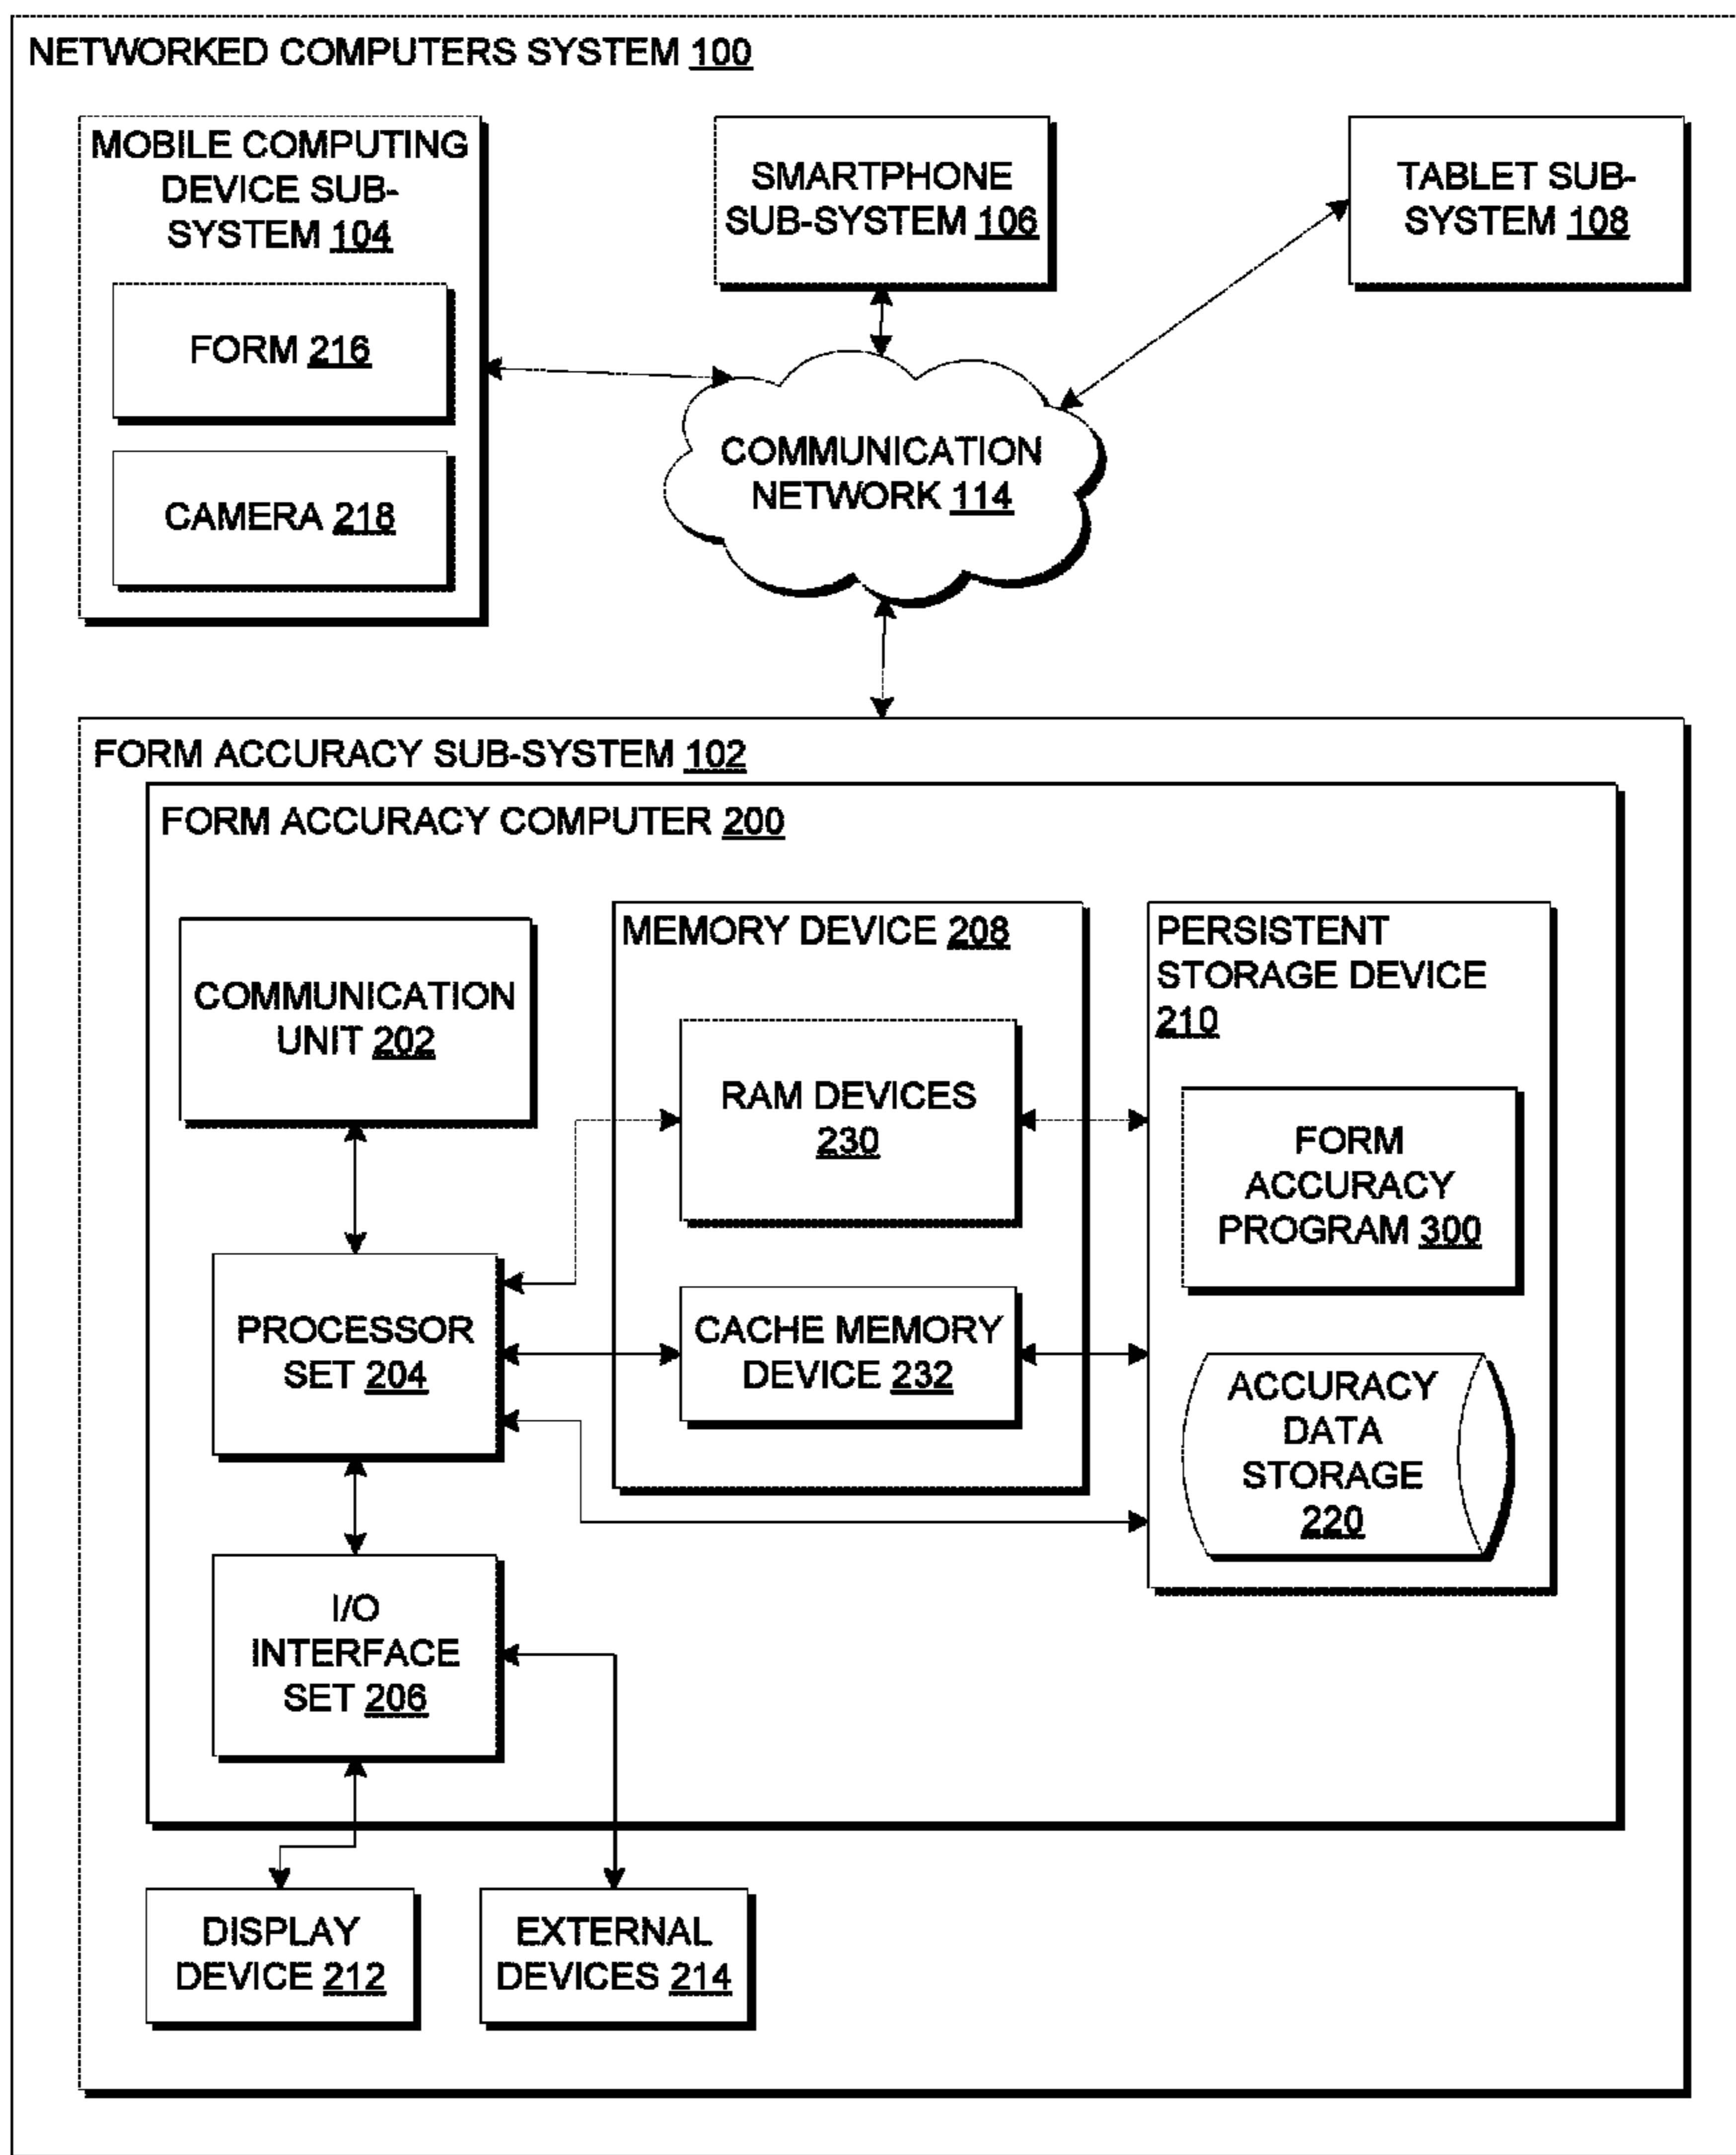 NETWORKED COMPUTERS SYSTEM 100
MOBILE COMPUTING
DEVICE SUB-
SYSTEM 104
FORM 216
CAMERA 218
SMARTPHONE
SUB-SYSTEM 106
TABLET SUB-
SYSTEM 108
COMMUNICATION
NETWORK 114
FORM ACCURACY SUB-SYSTEM 102
FORM ACCURACY COMPUTER 200
COMMUNICATION
UNIT 202
MEMORY DEVICE 208
RAM DEVICES
230
PERSISTENT
STORAGE DEVICE
210
FORM
ACCURACY
PROGRAM 300
PROCESSOR
SET 204
CACHE MEMORY
DEVICE 232
ACCURACY
DATA
STORAGE
220
I/O
INTERFACE
SET 206
DISPLAY
DEVICE 212
EXTERNAL
DEVICES 214